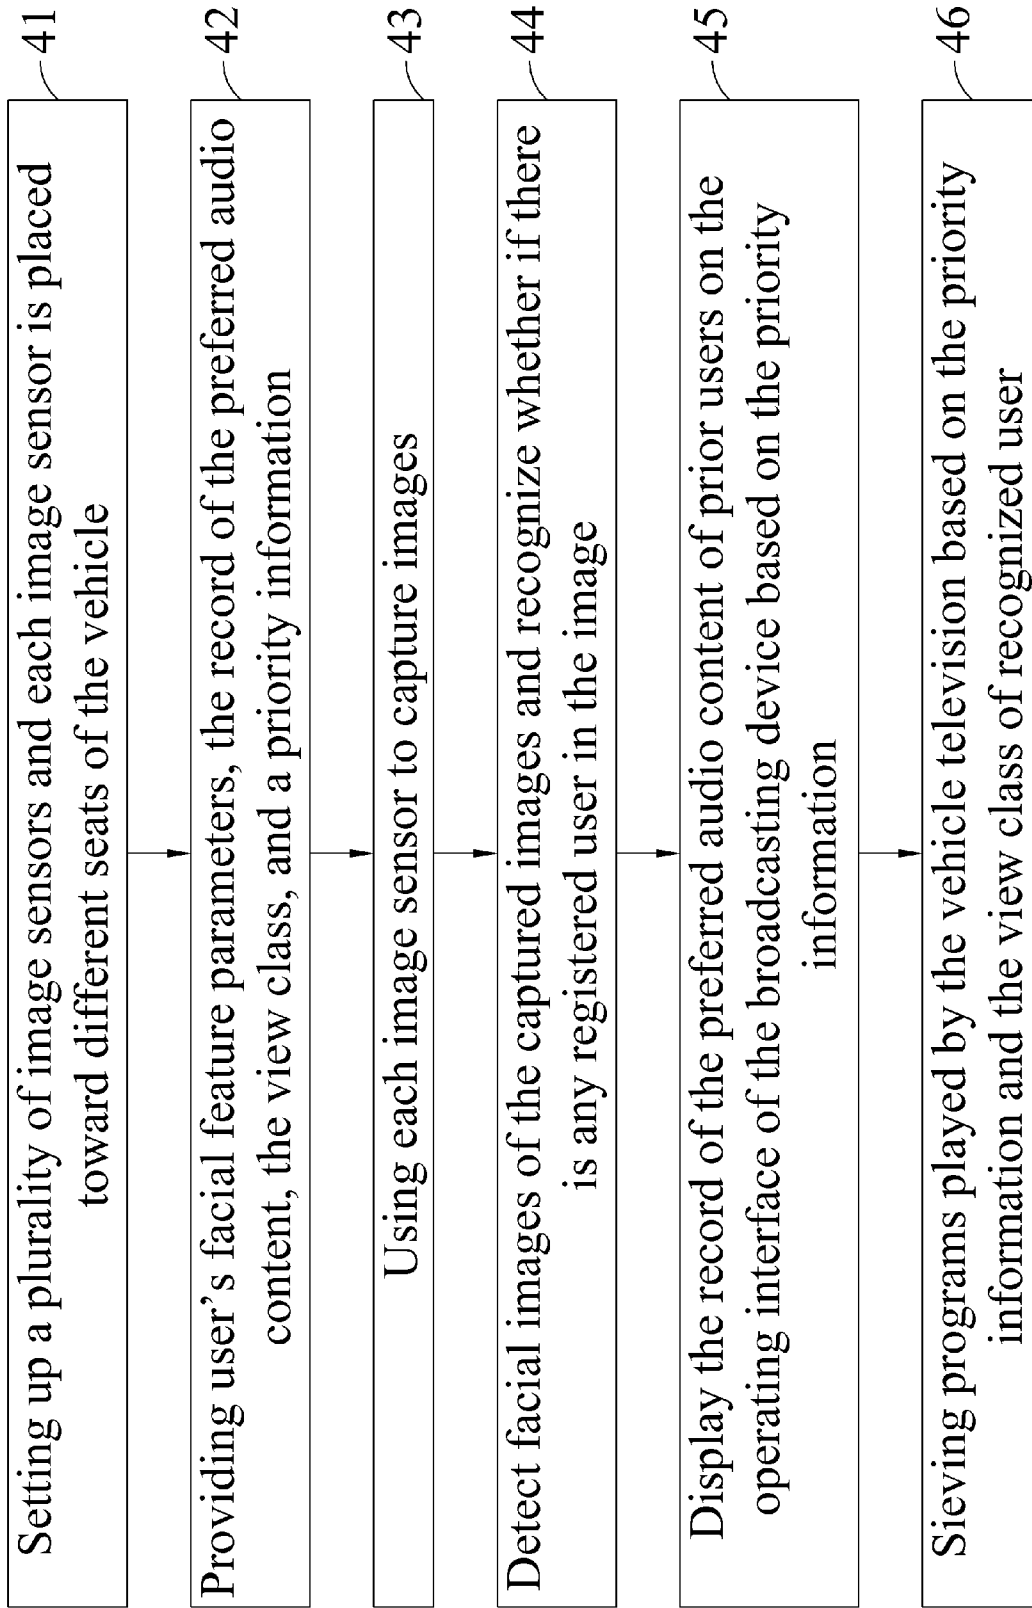 Setting up a plurality of image sensors and each image sensor is placed
toward different seats of the vehicle
41
Providing user's facial feature parameters, the record of the preferred audio
content, the view class, and a priority information
42
Using each image sensor to capture images
43
Detect facial images of the captured images and recognize whether if there
is any registered user in the image
44
Display the record of the preferred audio content of prior users on the
operating interface of the broadcasting device based on the priority
information
45
Sieving programs played by the vehicle television based on the priority
information and the view class of recognized user
46